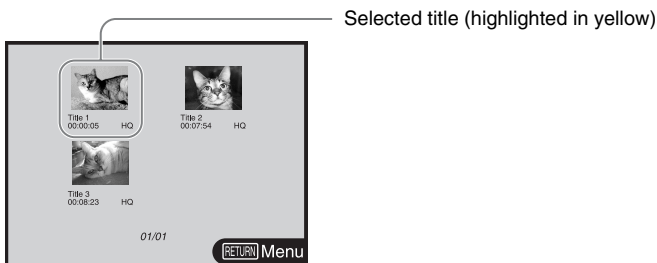 Selected title (highlighted in yellow)
Title 1
00:00:05 HQ
Title 2
00:07:54 HQ
Title 3
00:08:23 HQ
01/01
RETURN Menu